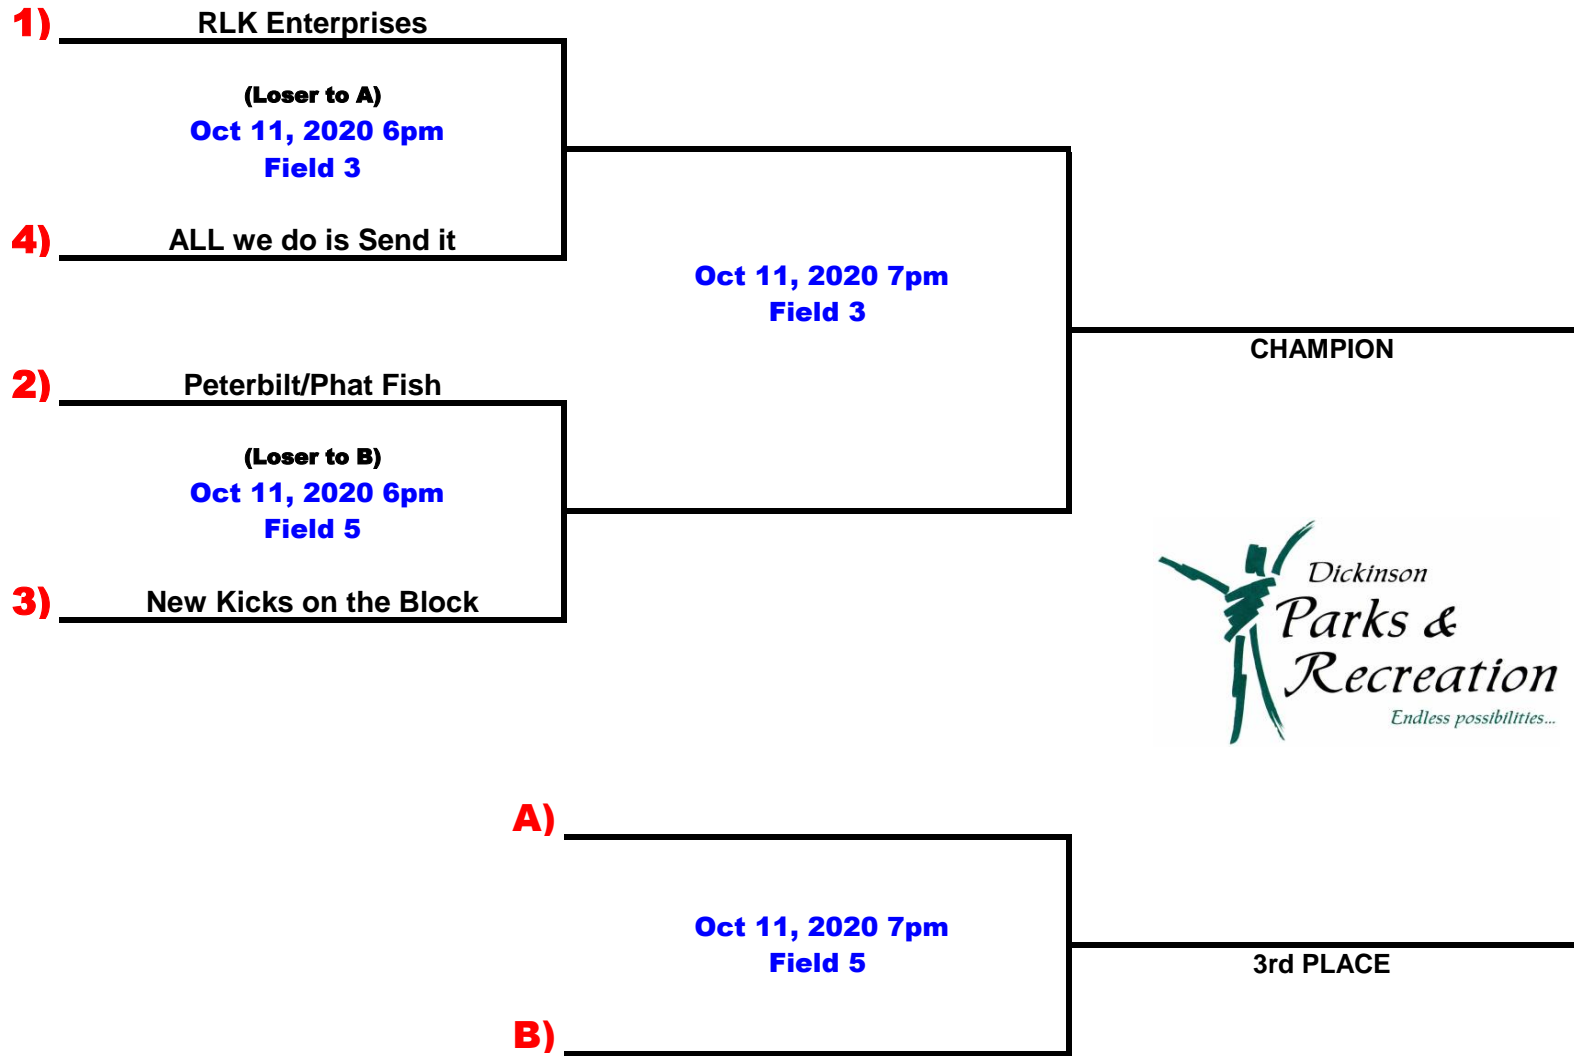 1) RLK Enterprises
(Loser to A)
Oct 11, 2020 6pm
Field 3
4) ALL we do is Send it
Oct 11, 2020 7pm
Field 3
CHAMPION
2) Peterbilt/Phat Fish
(Loser to B)
Oct 11, 2020 6pm
Field 5
3) New Kicks on the Block
Dickinson
Parks &
Recreation
Endless possibilities...
A)
Oct 11, 2020 7pm
Field 5
3rd PLACE
B)